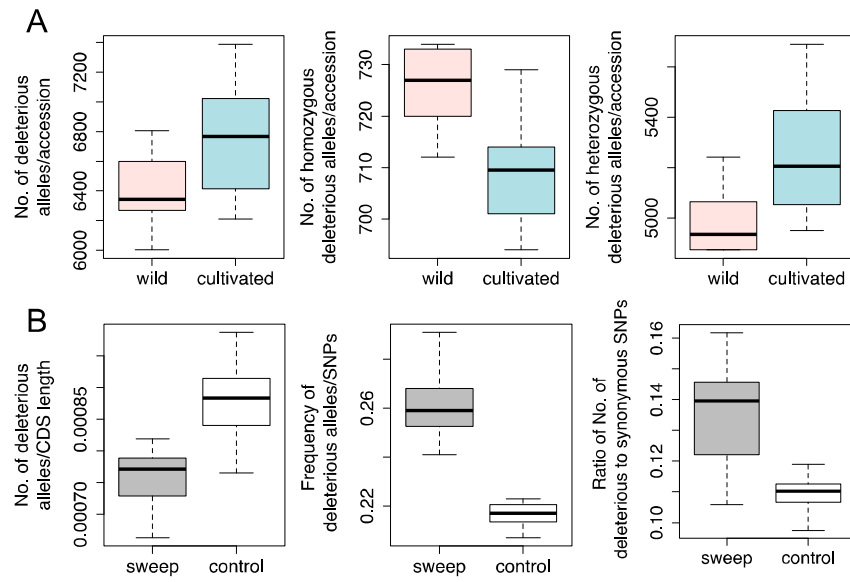 A
No. of deleterious
alleles/accession
6000
6400
6800
7200
wild
cultivated
No. of homozygous
deleterious alleles/accession
700
710
720
730
wild
cultivated
No. of heterozygous
deleterious alleles/accession
5000
5400
wild
cultivated
B
No. of deleterious
alleles/CDS length
0.00070
0.00085
sweep
control
Frequency of
deleterious alleles/SNPs
0.22
0.26
sweep
control
Ratio of No. of
deleterious to synonymous SNPs
0.10
0.12
0.14
0.16
sweep
control